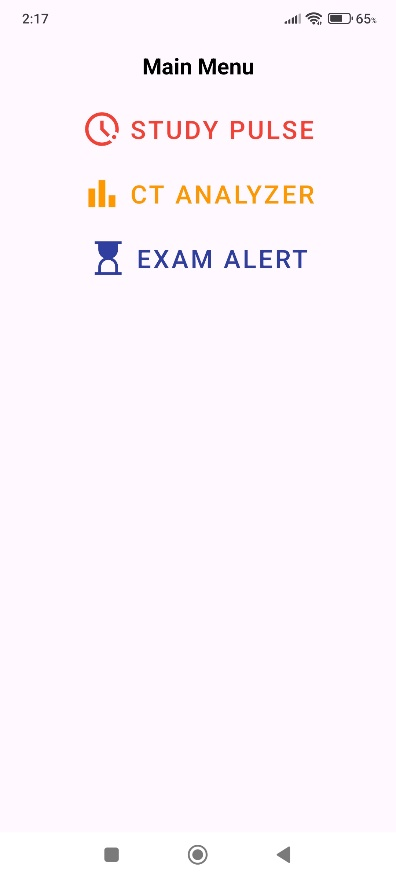 2:17
65%
Main Menu
STUDY PULSE
CT ANALYZER
EXAM ALERT